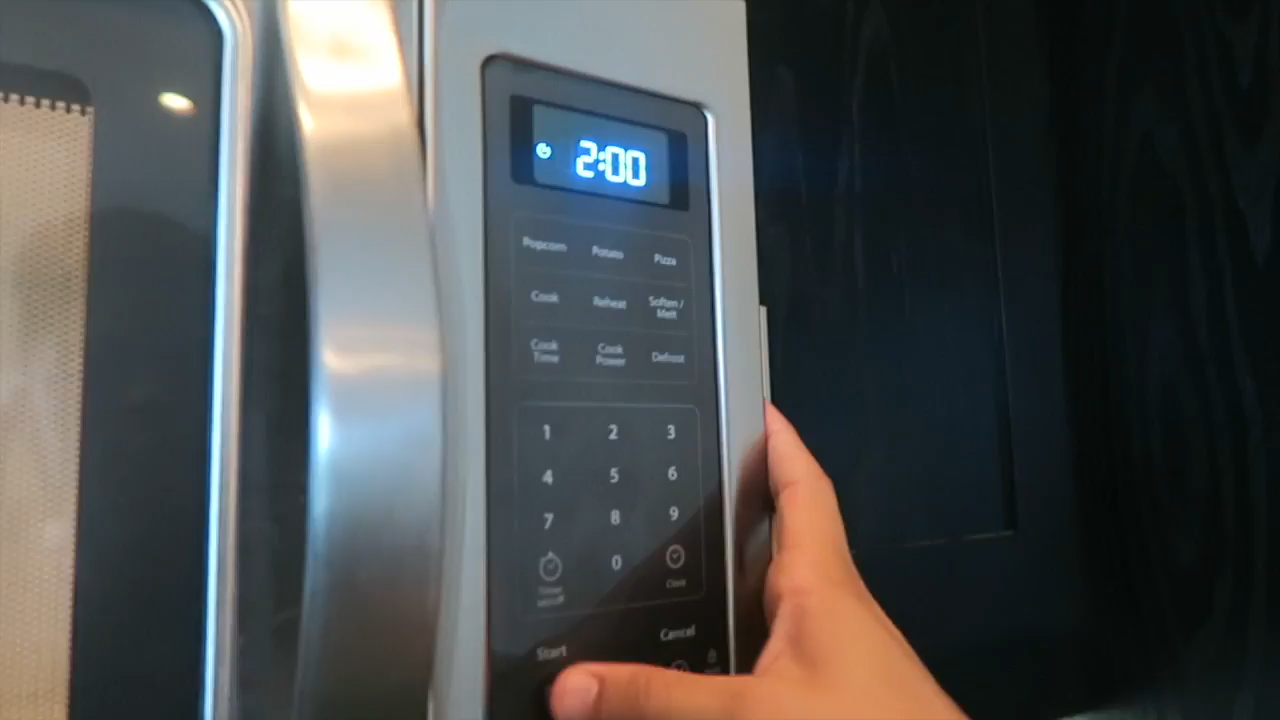 2:00
Popcorn Potato Pizza
Cook Reheat Soften /
Melt
Cook Cook Defrost
Time Power
1 2 3
4 5 6
7 8 9
0
Clock
Start Cancel